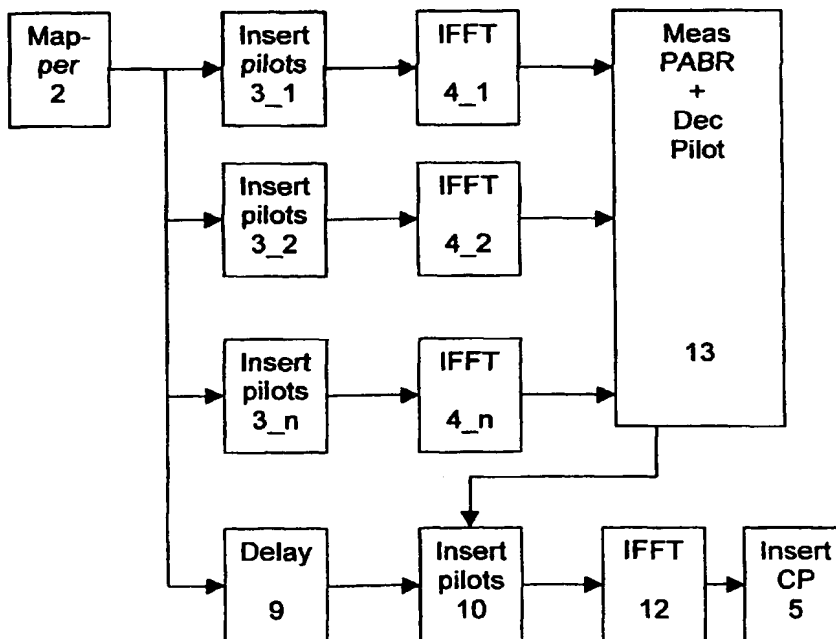 Map-
per
2
Insert
pilots
3_1
IFFT
4_1
Meas
PABR
+
Dec
Pilot
13
Insert
pilots
3_2
IFFT
4_2
Insert
pilots
3_n
IFFT
4_n
Delay
9
Insert
pilots
10
IFFT
12
Insert
CP
5